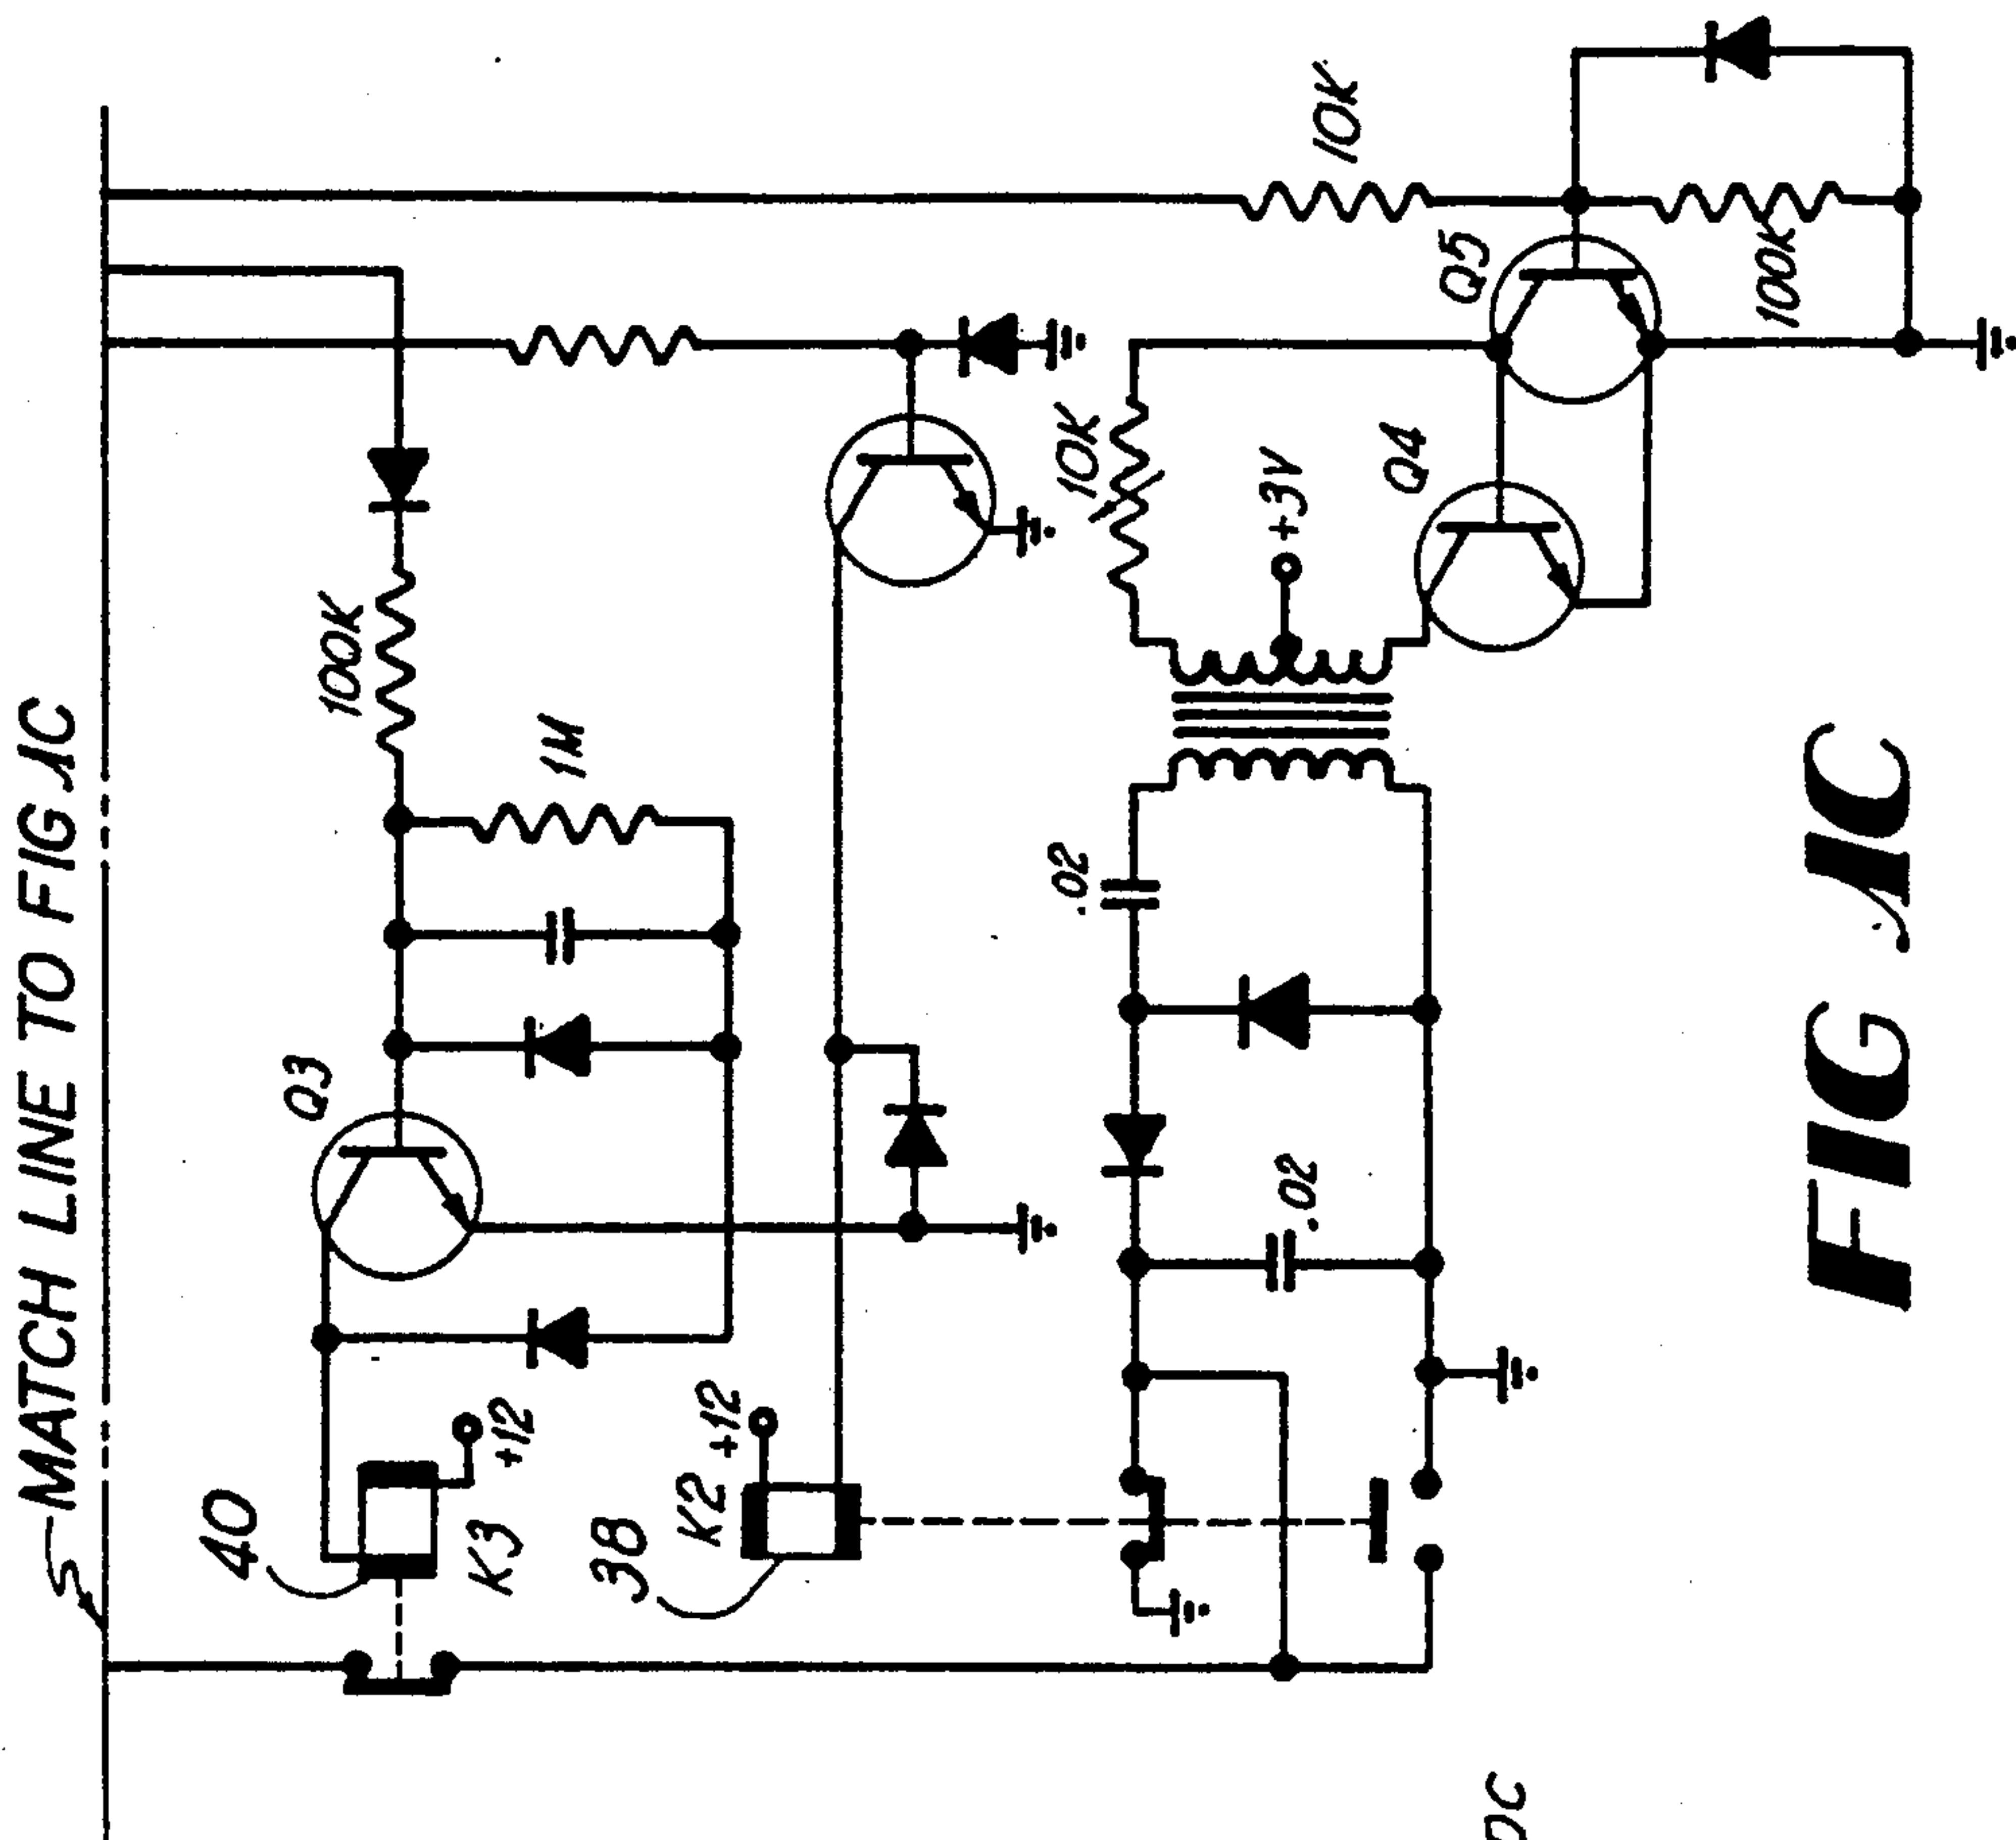 MATCH LINE TO FIG 1C
40
K3
+12
Q3
100K
1M
38
K2
+12
10K
+3V
Q4
Q5
10K
100K
.02
.02
FIG 1C
DC